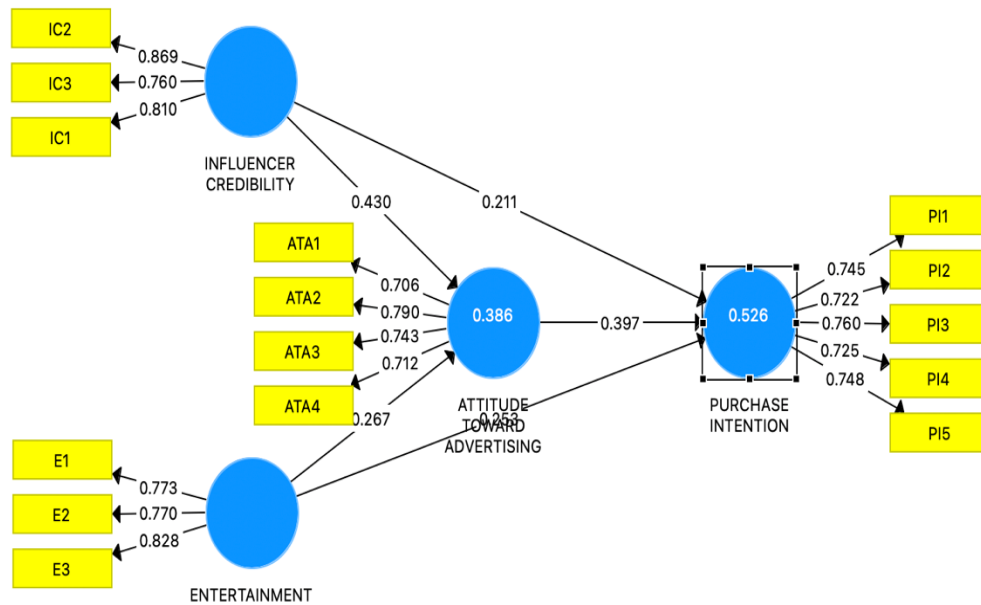 IC2
0.869
IC3
0.760
0.810
IC1
INFLUENCER
CREDIBILITY
0.430
0.211
ATA1
0.706
ATA2
0.790
0.743
ATA3
0.712
ATA4
0.386
0.397
0.526
PI1
0.745
PI2
0.722
0.760
PI3
0.725
PI4
0.748
PI5
ATTITUDE
TOWARD
ADVERTISING
PURCHASE
INTENTION
0.267
0.253
E1
0.773
E2
0.770
0.828
E3
ENTERTAINMENT